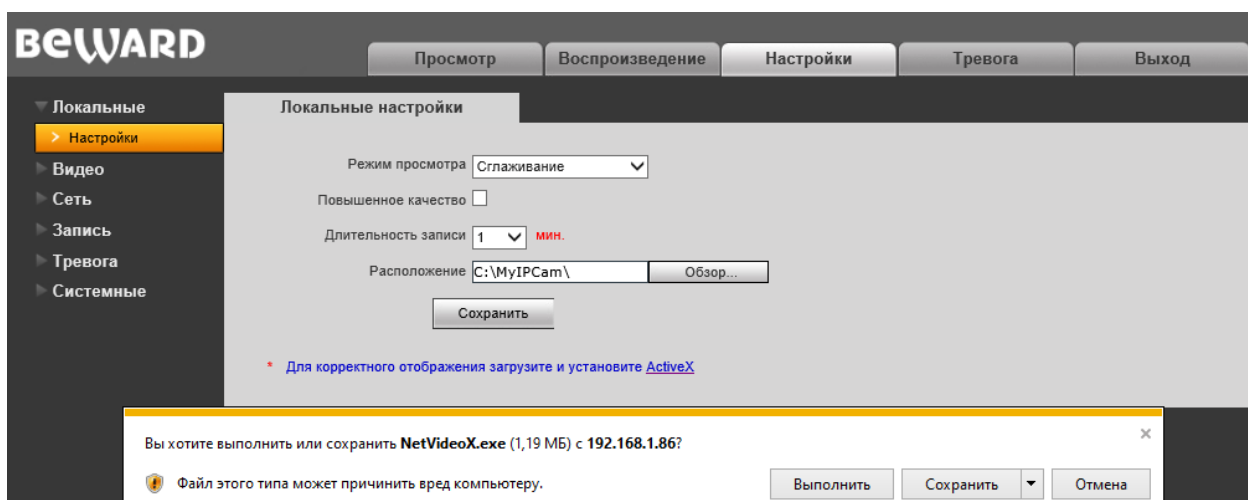 BEWARD
Просмотр Воспроизведение Настройки Тревога Выход
Локальные
Настройки
Видео
Сеть
Запись
Тревога
Системные
Локальные настройки
Режим просмотра Сглаживание
Повышенное качество
Длительность записи 1 мин.
Расположение C:\MyIPCam\ Обзор...
Сохранить
* Для корректного отображения загрузите и установите ActiveX
Вы хотите выполнить или сохранить NetVideoX.exe (1,19 МБ) с 192.168.1.86?
Файл этого типа может причинить вред компьютеру.
Выполнить Сохранить Отмена